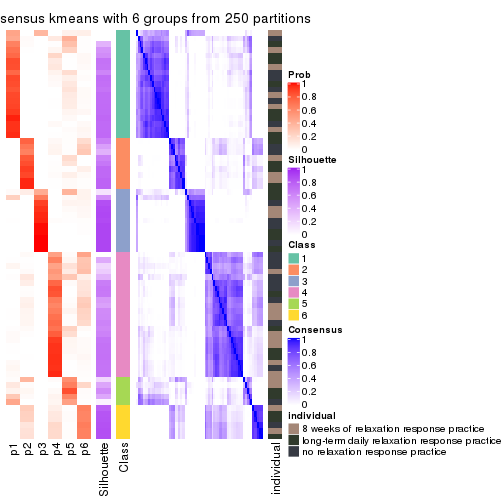 sensus kmeans with 6 groups from 250 partitions
Prob
1
0.8
0.6
0.4
0.2
0
Silhouette
1
0.8
0.6
0.4
0.2
0
Class
1
2
3
4
5
6
Consensus
1
0.8
0.6
0.4
0.2
0
individual
8 weeks of relaxation response practice
long-term daily relaxation response practice
no relaxation response practice
p1
p2
p3
p4
p5
p6
Silhouette
Class
individual